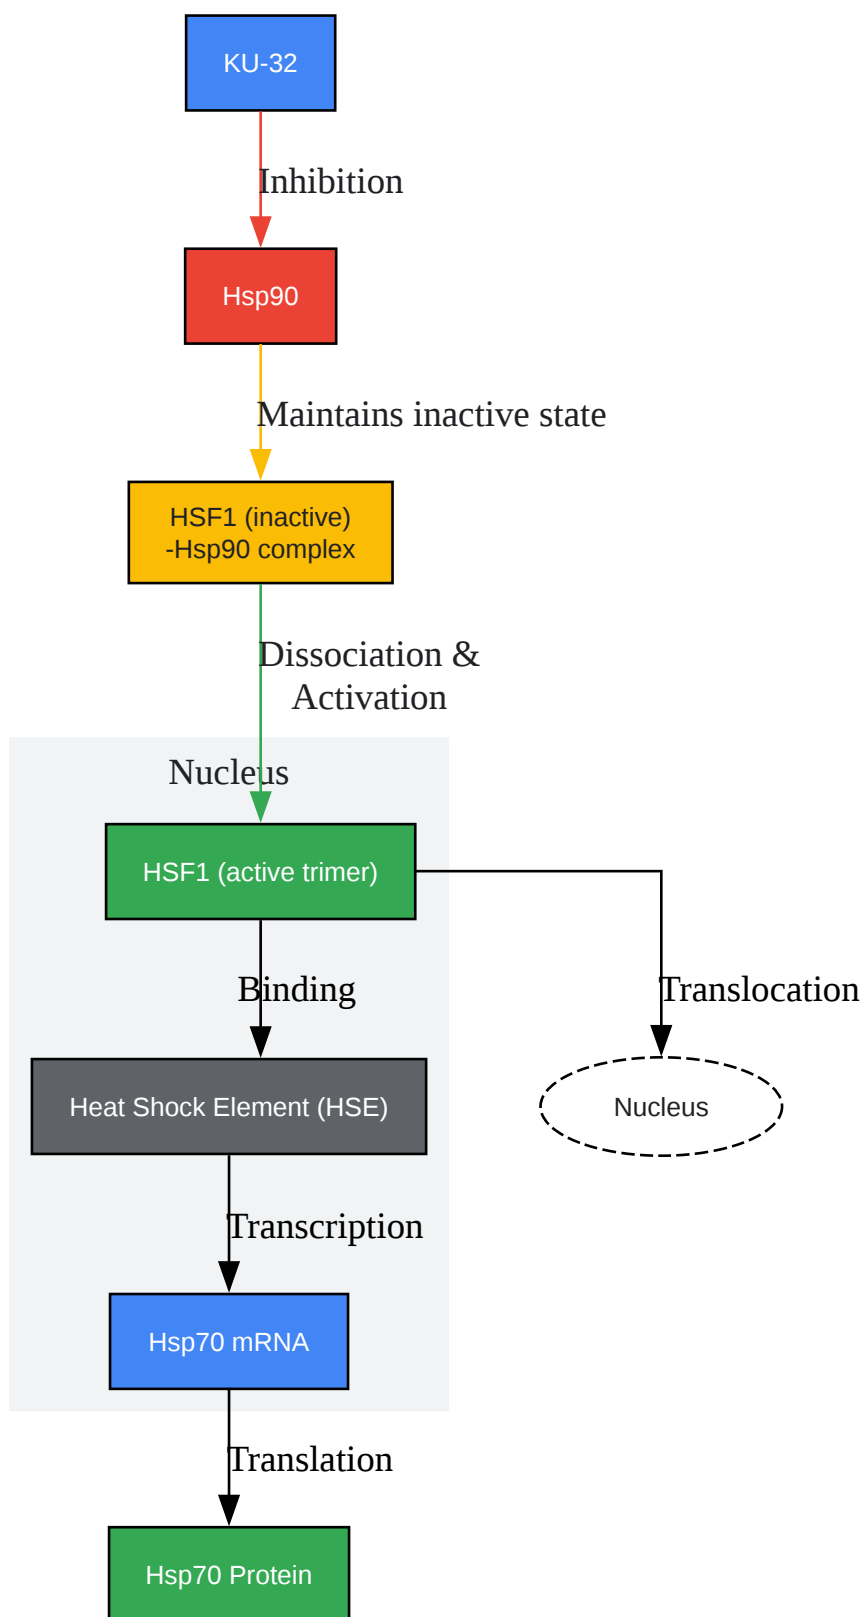 KU-32
Inhibition
Hsp90
Maintains inactive state
HSF1 (inactive)
-Hsp90 complex
Dissociation &
Activation
Nucleus
HSF1 (active trimer)
Binding
Translocation
Heat Shock Element (HSE)
Nucleus
Transcription
Hsp70 mRNA
Translation
Hsp70 Protein